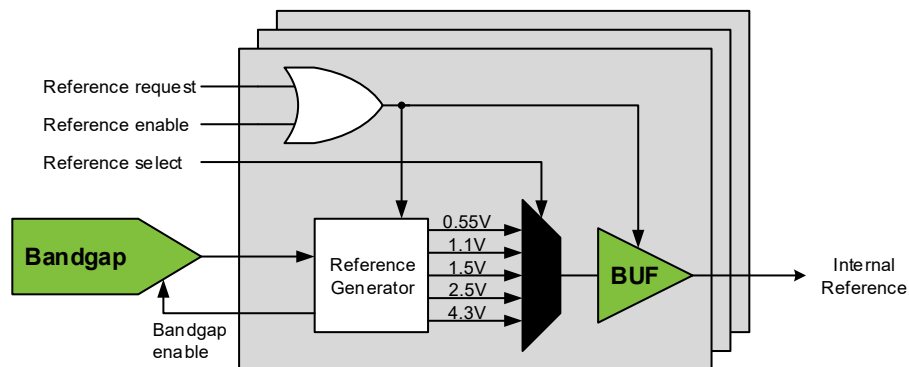 Reference request
Reference enable
Reference select
Bandgap
Bandgap
enable
Reference
Generator
0.55V
1.1V
1.5V
2.5V
4.3V
BUF
Internal
Reference